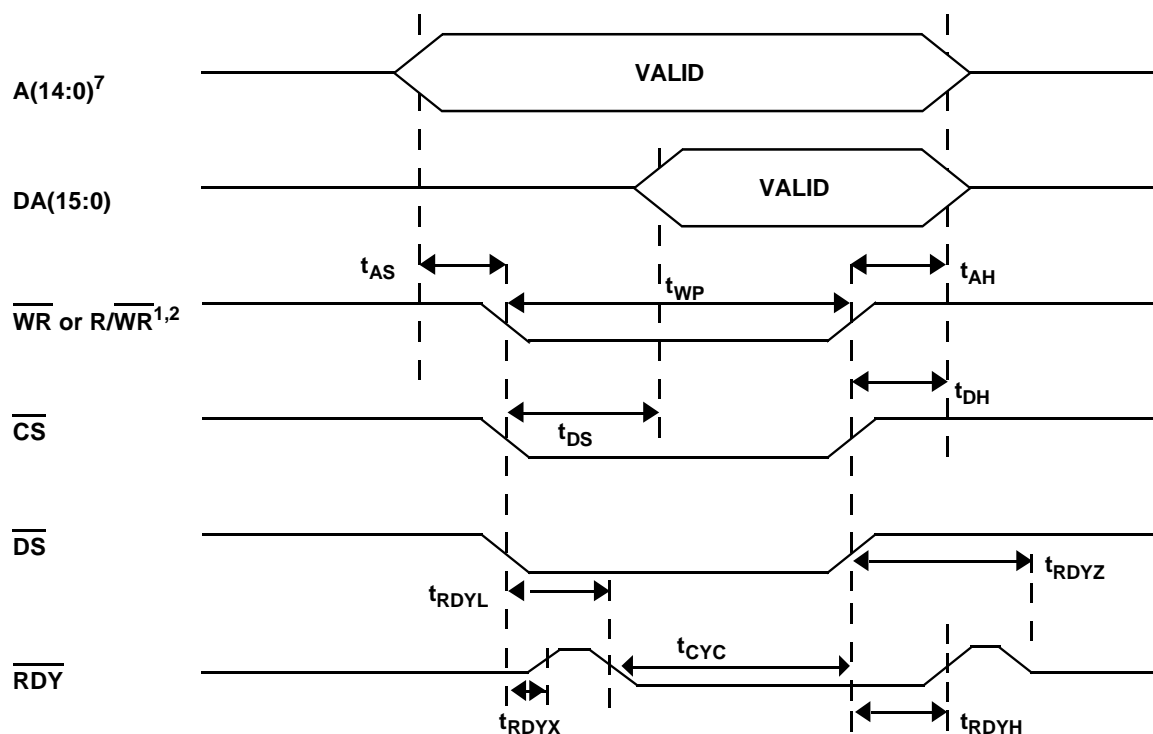 A(14:0)7
VALID
DA(15:0)
VALID
tAS
tWP
tAH
WR or R/WR1,2
tDH
CS
tDS
DS
tRDYZ
tRDYL
tCYC
RDY
tRDYX
tRDYH